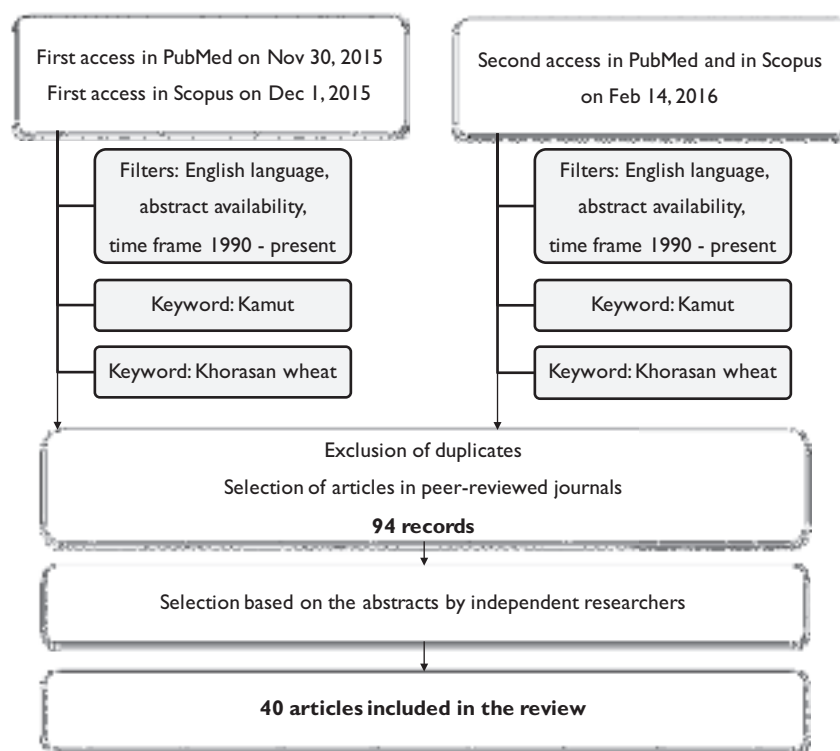 First access in PubMed on Nov 30, 2015
First access in Scopus on Dec 1, 2015
Filters: English language,
abstract availability,
time frame 1990 - present
Keyword: Kamut
Keyword: Khorasan wheat
Second access in PubMed and in Scopus
on Feb 14, 2016
Filters: English language,
abstract availability,
time frame 1990 - present
Keyword: Kamut
Keyword: Khorasan wheat
Exclusion of duplicates
Selection of articles in peer-reviewed journals
94 records
Selection based on the abstracts by independent researchers
40 articles included in the review